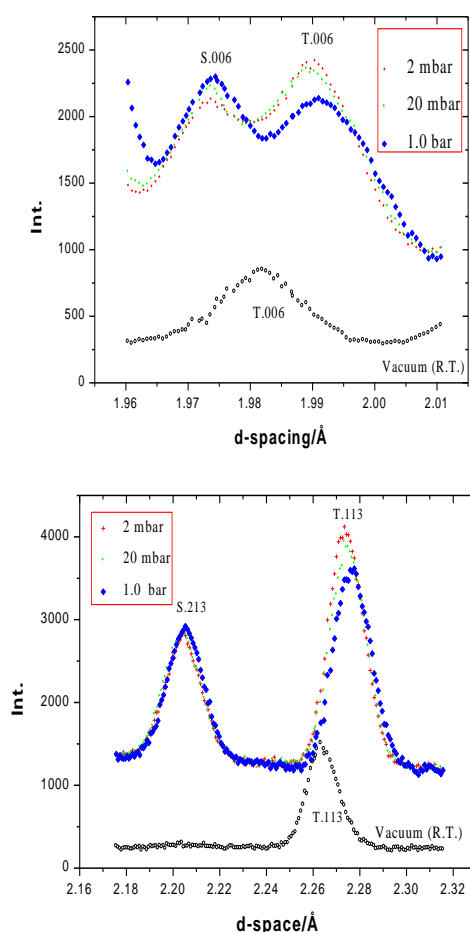 S.006
T.006
2 mbar
20 mbar
1.0 bar
2500
2000
1500
1000
500
0
Int.
T.006
Vacuum (R.T.)
1.96 1.97 1.98 1.99 2.00 2.01
d-spacing/Å
T.113
2 mbar
20 mbar
1.0 bar
S.213
4000
3000
2000
1000
0
Int.
T.113
Vacuum (R.T.)
2.16 2.18 2.20 2.22 2.24 2.26 2.28 2.30 2.32
d-space/Å